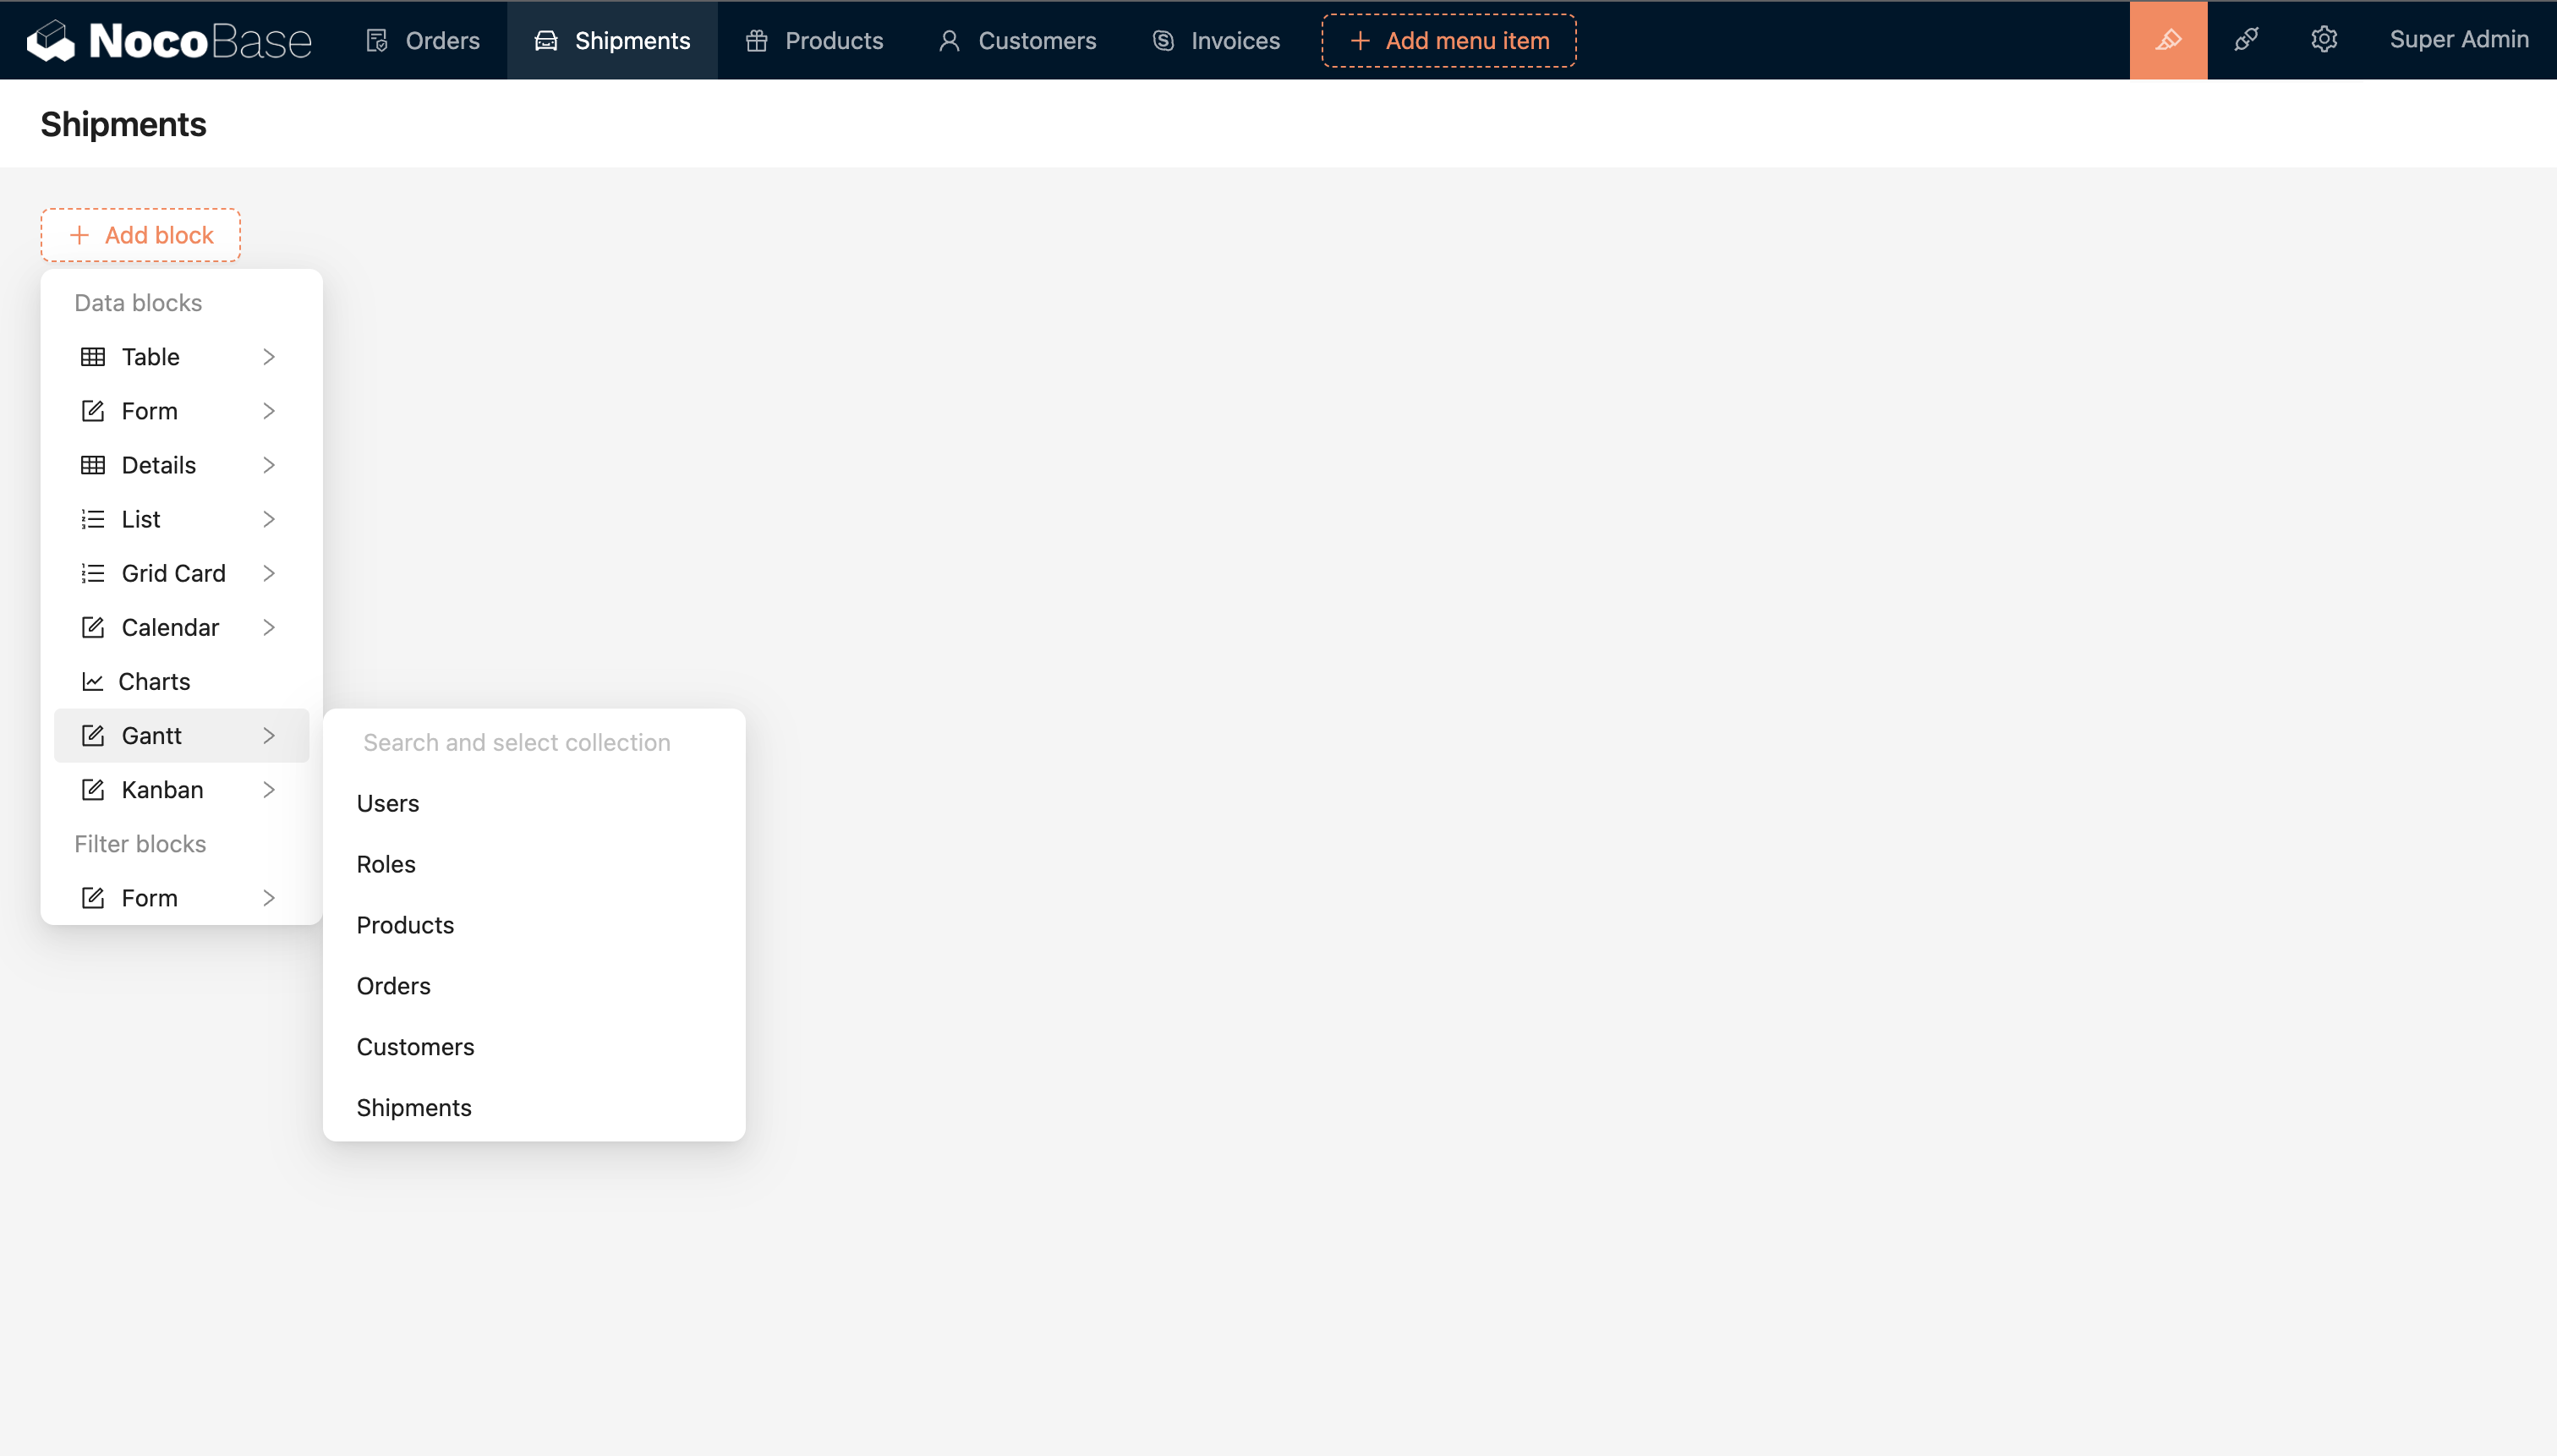 NocoBase Orders Shipments Products Customers Invoices Add menu item Super Admin
Shipments
Add block
Data blocks
Table
Form
Details
List
Grid Card
Calendar
Charts
Gantt
Kanban
Filter blocks
Form
Search and select collection
Users
Roles
Products
Orders
Customers
Shipments